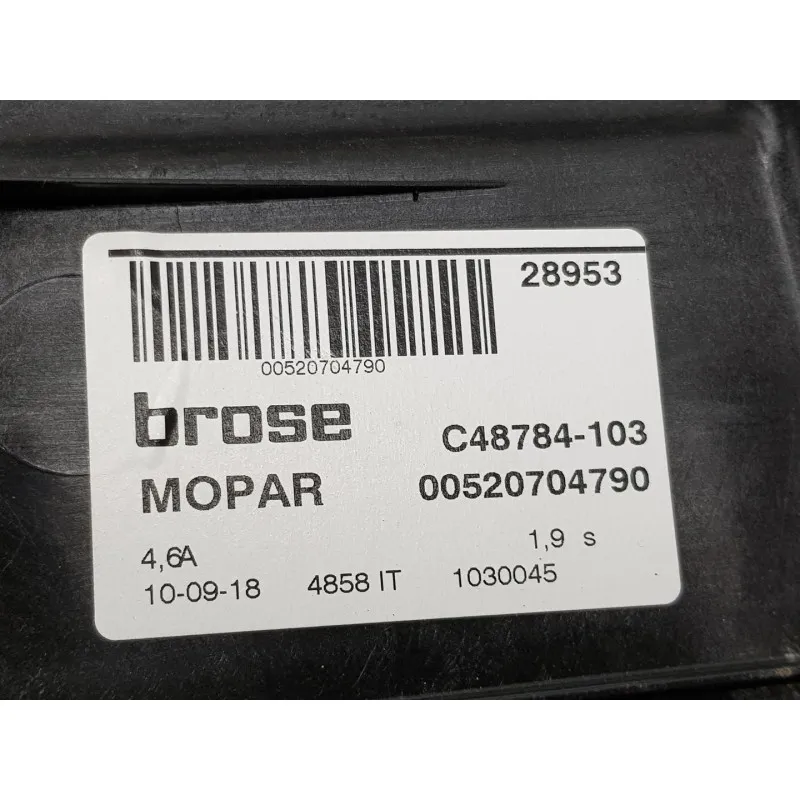 28953
00520704790
brose C48784-103
MOPAR 00520704790
4,6A 1,9 s
10-09-18 4858 IT 1030045